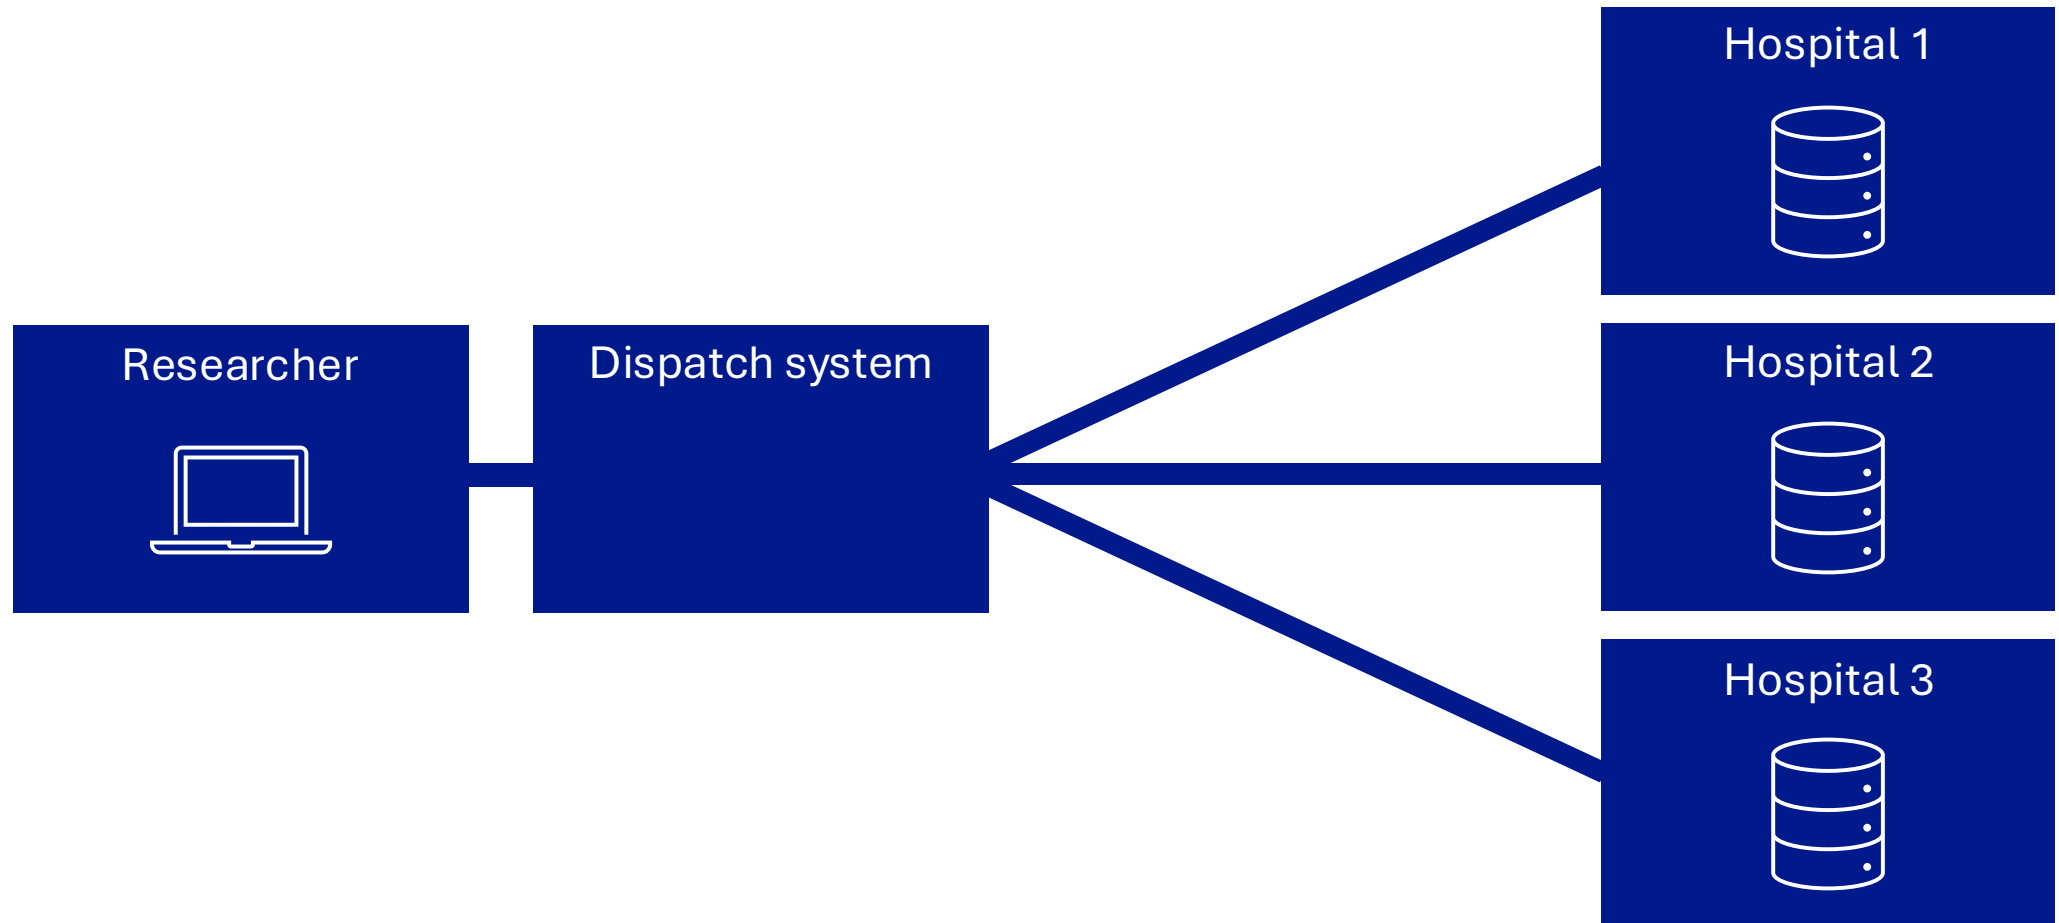 Researcher
Dispatch system
Hospital 1
Hospital 2
Hospital 3